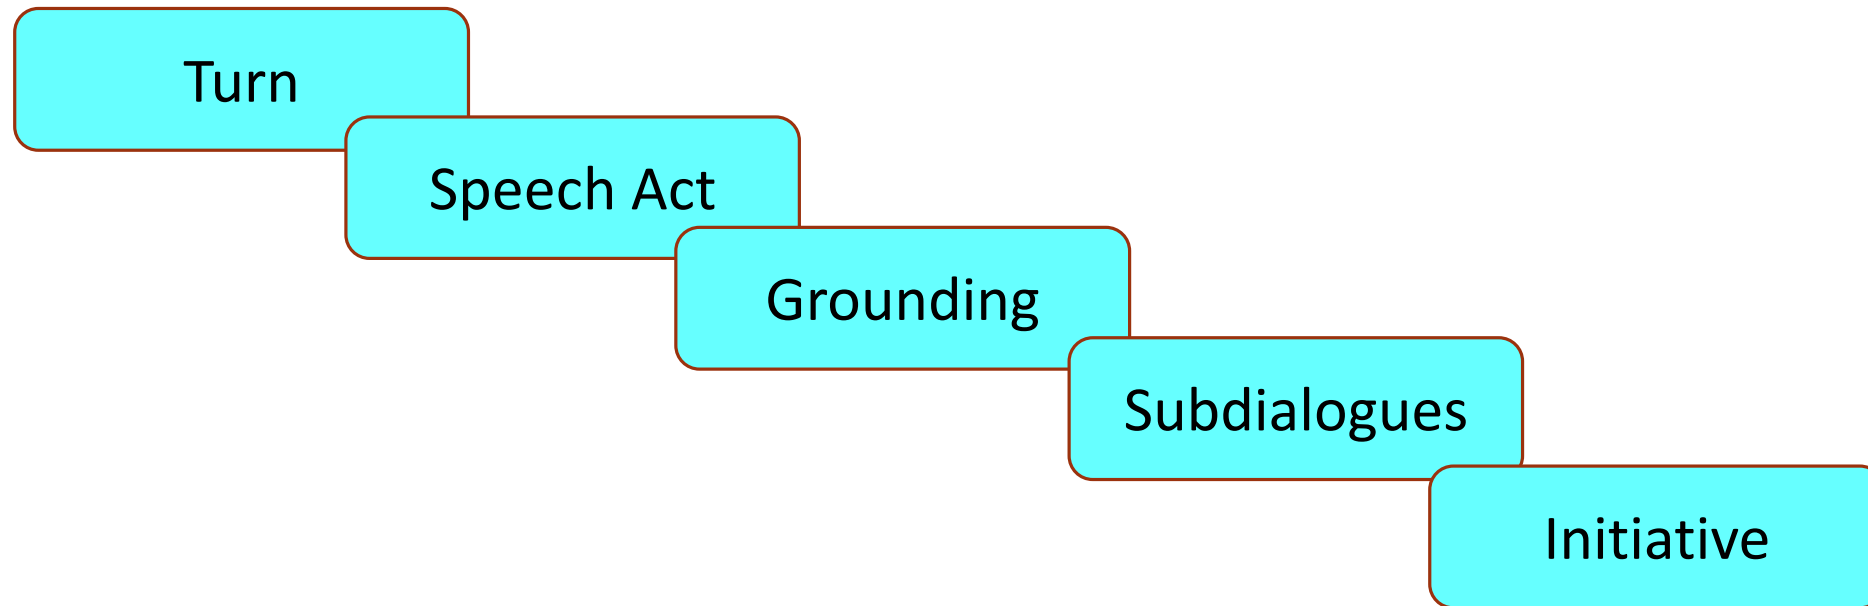 Turn
Speech Act
Grounding
Subdialogues
Initiative